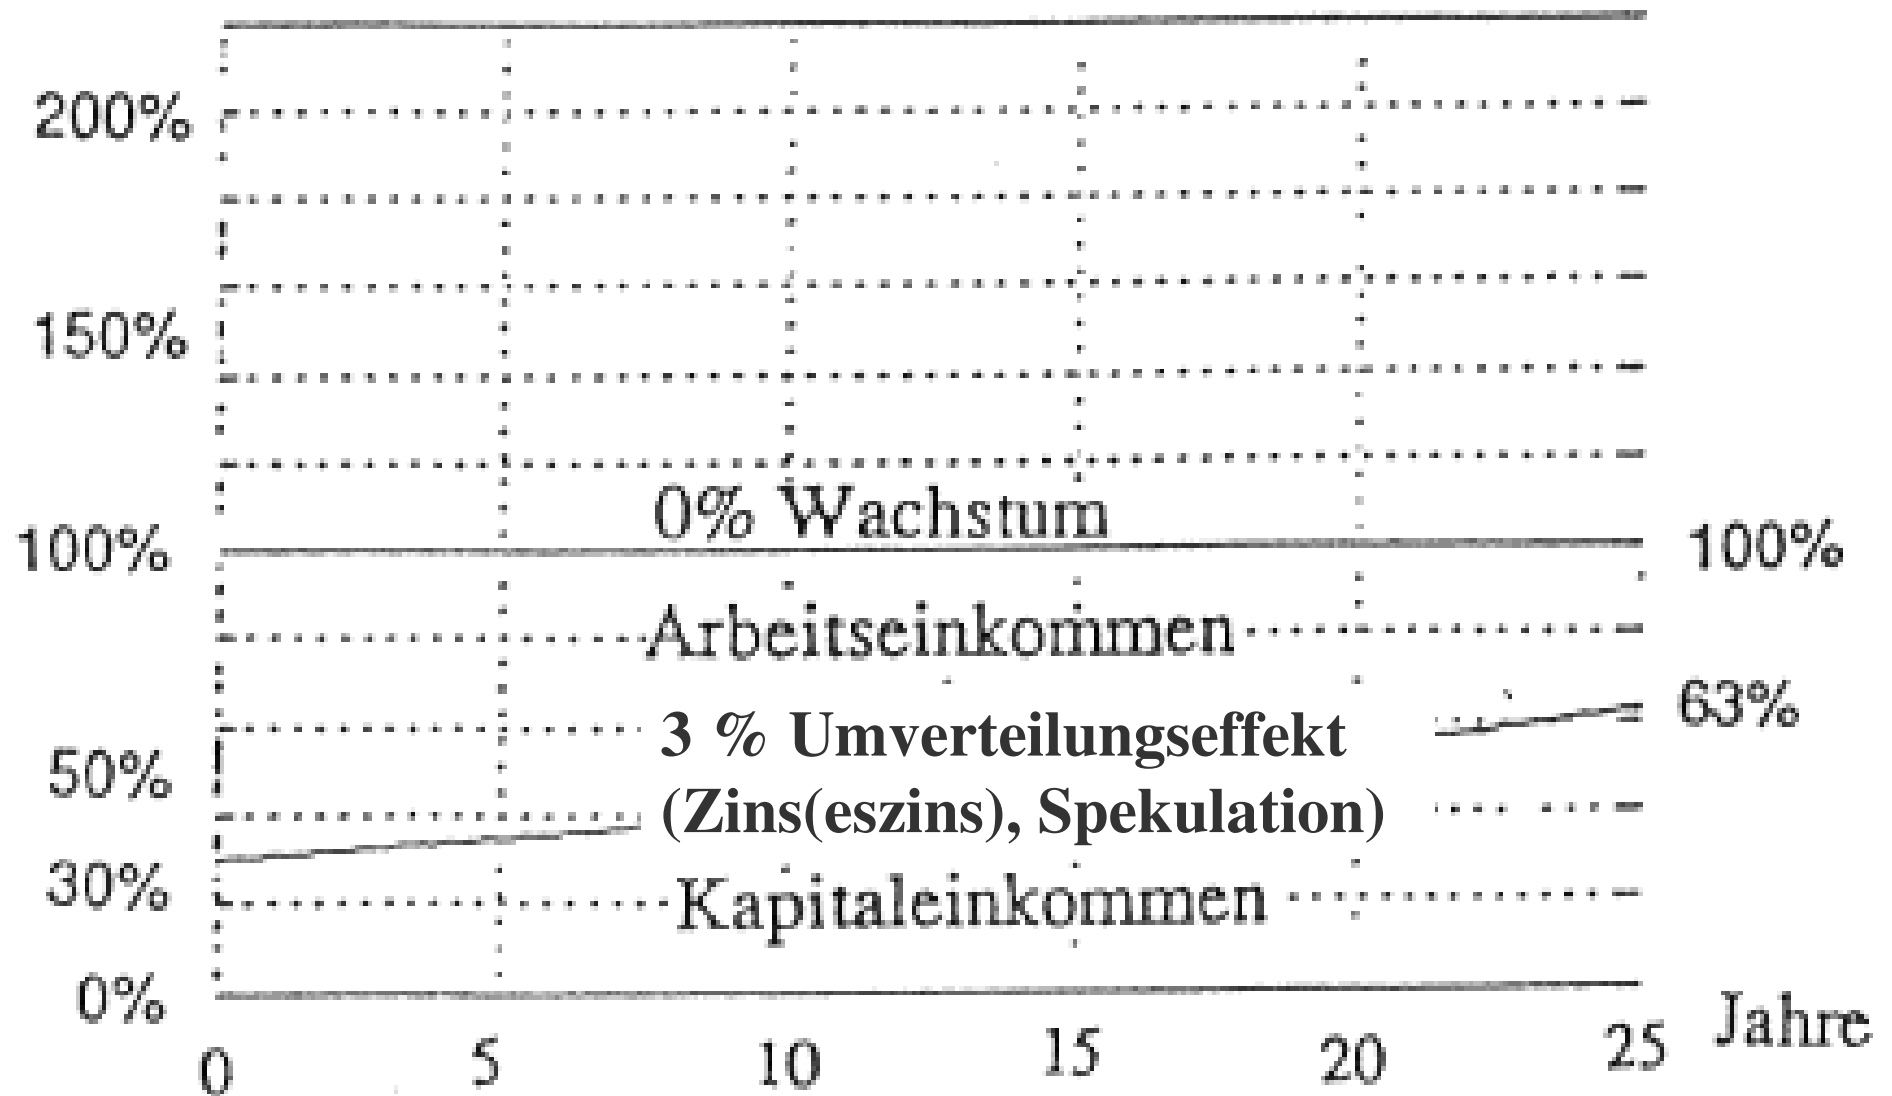 200%
150%
0% Wachstum
100% 100%
Arbeitseinkommen
63%
3 % Umverteilungseffekt
50%
(Zins(eszins), Spekulation)
30%
Kapitaleinkommen
0%
Jahre
0 5 10 15 20 25